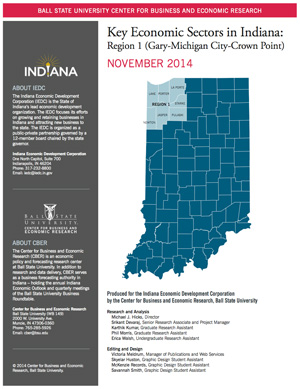 BALL STATE UNIVERSITY CENTER FOR BUSINESS AND ECONOMIC RESEARCH
Key Economic Sectors in Indiana:
Region 1 (Gary-Michigan City-Crown Point)
NOVEMBER 2014
INDIANA
ABOUT IEDC
The Indiana Economic Development
Corporation (IEDC) is the State of
Indiana's lead economic development
organization. The IEDC focuses its efforts
on growing and retaining businesses in
Indiana and attracting new business to
the state. The IEDC is organized as a
public-private partnership governed by a
12-member board chaired by the state
governor.
Indiana Economic Development Corporation
One North Capitol, Suite 700
Indianapolis, IN 46204
Phone: 317-232-8800
Email: iedc@iedc.in.gov
BALL STATE
UNIVERSITY
CENTER FOR BUSINESS AND
ECONOMIC RESEARCH
ABOUT CBER
The Center for Business and Economic
Research (CBER) is an economic
policy and forecasting research center
at Ball State University. In addition to
research and data delivery, CBER serves
as a business forecasting authority in
Indiana – holding the annual Indiana
Economic Outlook and quarterly meetings
of the Ball State University Business
Roundtable.
Center for Business and Economic Research
Ball State University (WB 149)
2000 W. University Ave.
Muncie, IN 47306-0360
Phone: 765-285-5926
Email: cber@bsu.edu
© 2014 Center for Business and Economic
Research, Ball State University.
LAKE
PORTER
LA PORTE
REGION 1
STARKE
NEWTON
JASPER
PULASKI
Produced for the Indiana Economic Development Corporation
by the Center for Business and Economic Research, Ball State University
Research and Analysis
Michael J. Hicks, Director
Srikant Devaraj, Senior Research Associate and Project Manager
Karthik Kumar, Graduate Research Assistant
Phil Morris, Graduate Research Assistant
Erica Walsh, Undergraduate Research Assistant
Editing and Design
Victoria Meldrum, Manager of Publications and Web Services
Graphic Design Student Assistant
McKenzie Records, Graphic Design Student Assistant
Savannah Smith, Graphic Design Student Assistant